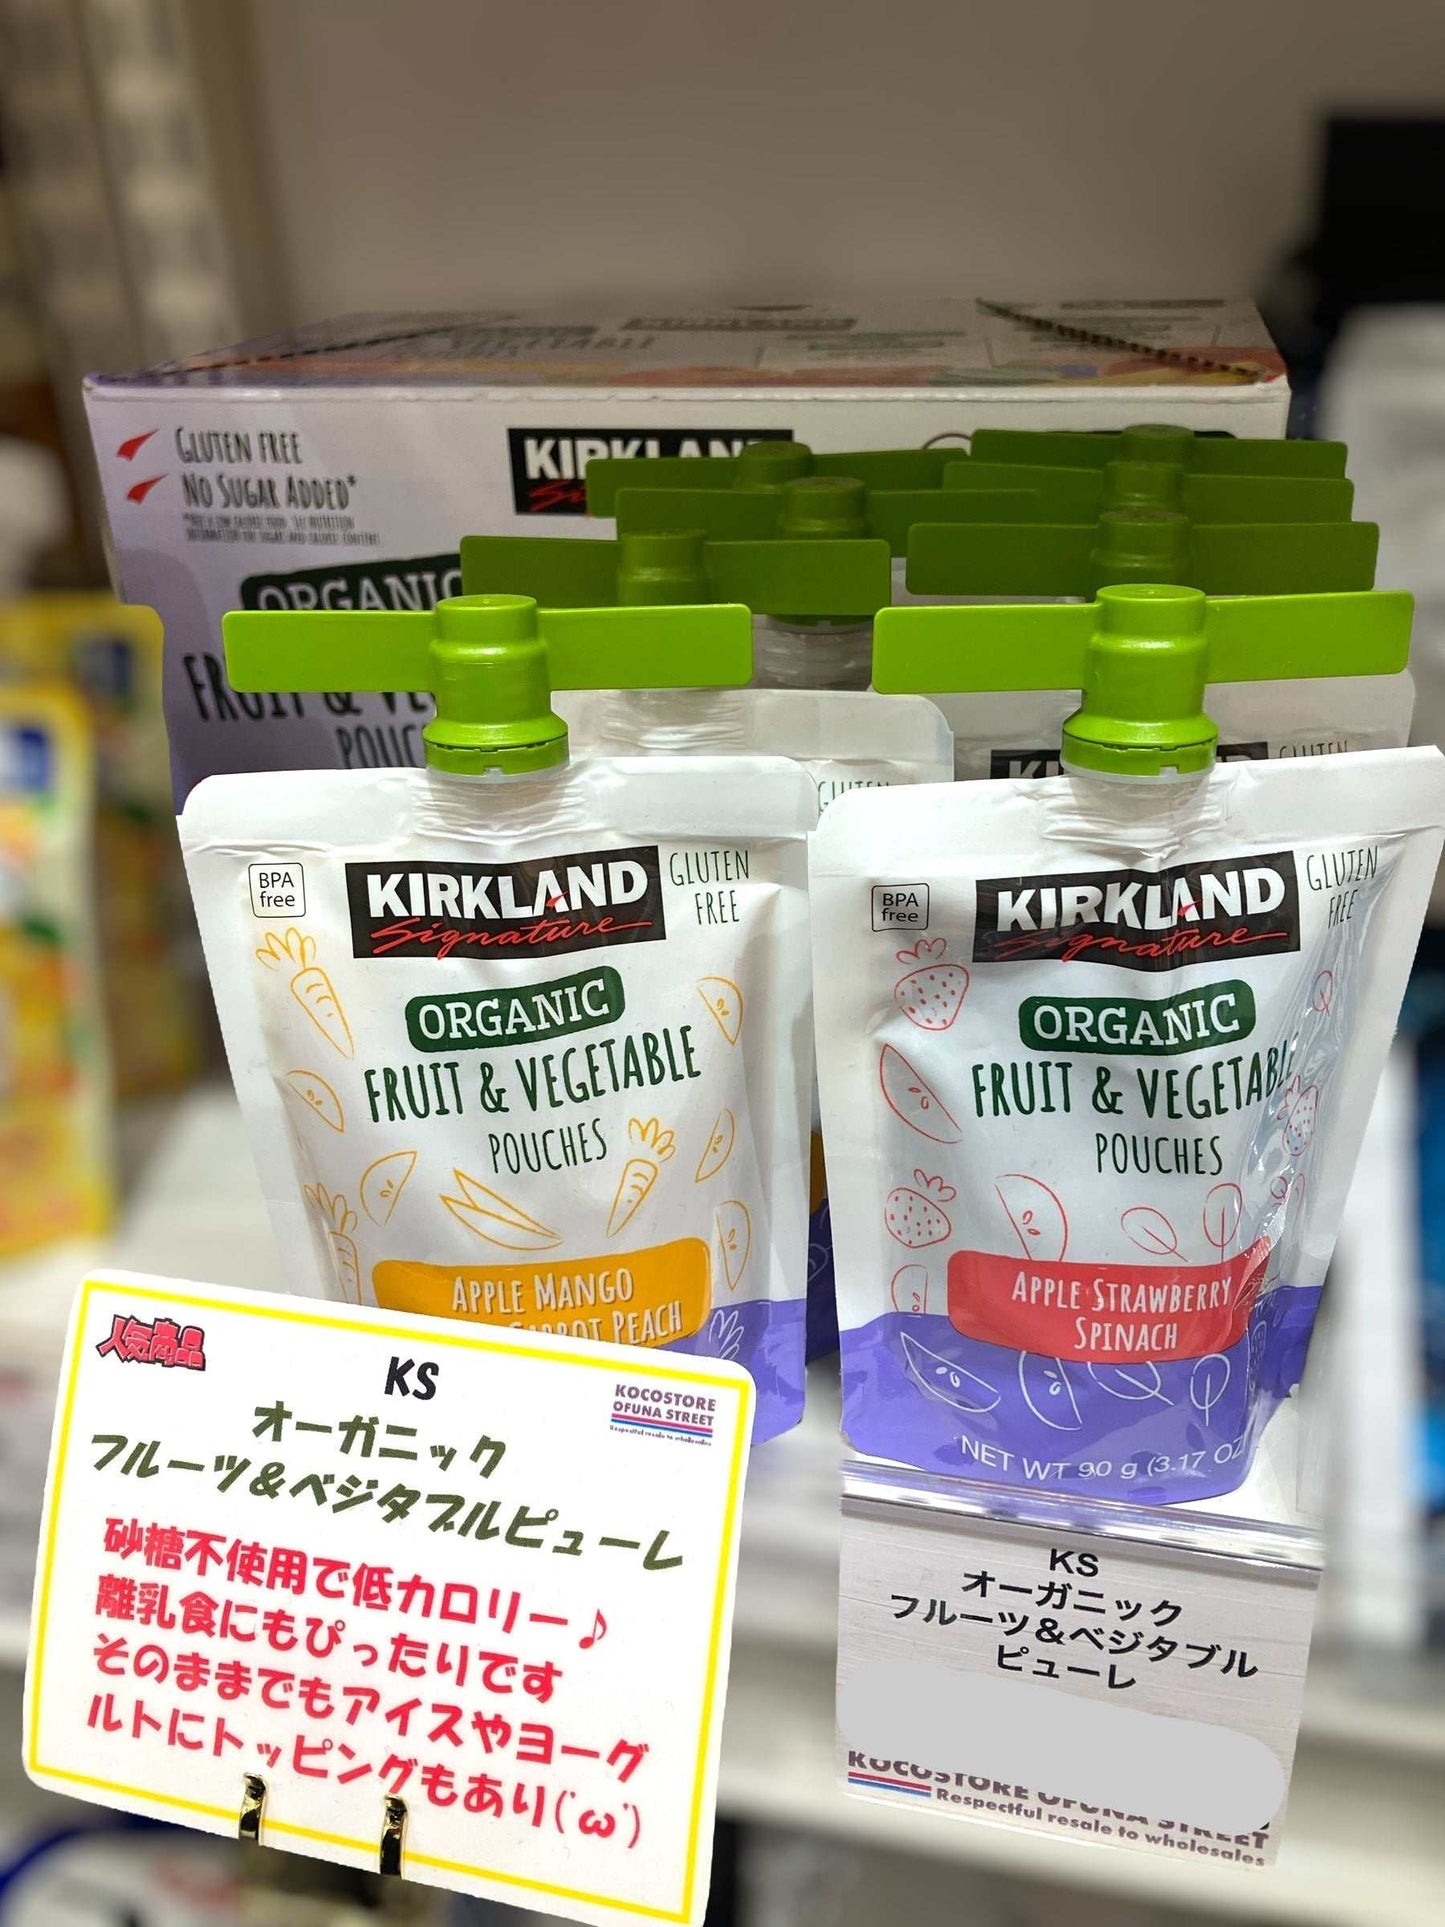 GLUTEN FREE
NO SUGAR ADDED*
KIRKLAND
ORGANIC
FRUIT &
BPA
free
KIRKLAND
Signature
GLUTEN
FREE
ORGANIC
FRUIT & VEGETABLE
POUCHES
APPLE MANGO
CARROT PEACH
BPA
free
KIRKLAND
Signature
GLUTEN
FREE
ORGANIC
FRUIT & VEGETABLE
POUCHES
APPLE STRAWBERRY
SPINACH
NET WT 90 g (3.17 OZ
人気商品
KS
KOCOSTORE
OFUNA STREET
Respectful resale to wholesales
オーガニック
フルーツ&ベジタブルピューレ
砂糖不使用で低カロリー♪
離乳食にもぴったりです
そのままでもアイスやヨーグ
ルトにトッピングもあり('ω')
KS
オーガニック
フルーツ&ベジタブル
ピューレ
KOCOSTORE OFUNA STREET
Respectful resale to wholesales